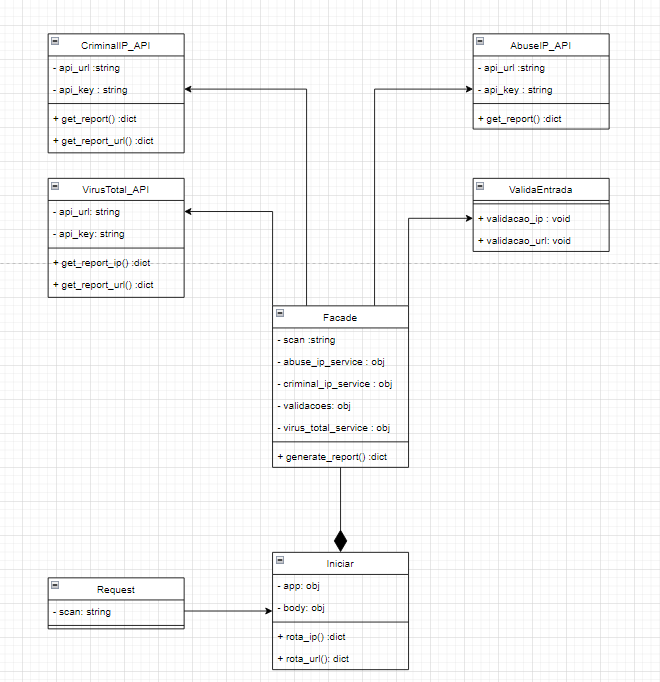 CriminalIP_API
- api_url :string
- api_key : string
+ get_report() :dict
+ get_report_url() :dict
AbuseIP_API
- api_url :string
- api_key : string
+ get_report() :dict
VirusTotal_API
- api_url: string
- api_key: string
+ get_report_ip() :dict
+ get_report_url() :dict
ValidaEntrada
+ validacao_ip : void
+ validacao_url: void
Facade
- scan :string
- abuse_ip_service : obj
- criminal_ip_service : obj
- validacoes: obj
- virus_total_service : obj
+ generate_report() :dict
Request
- scan: string
Iniciar
- app: obj
- body: obj
+ rota_ip() :dict
+ rota_url(): dict